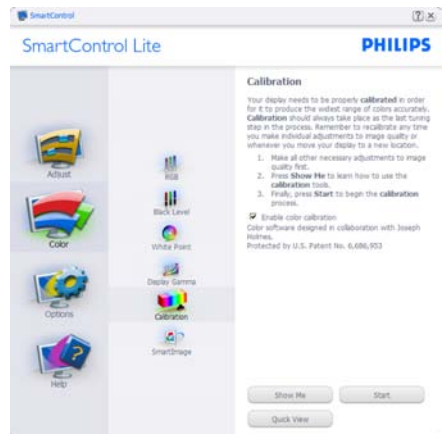 SmartControl
SmartControl Lite
PHILIPS
Adjust
Color
Options
Help
RGB
Black Level
White Point
Display Gamma
Calibration
SmartImage
Calibration
Your display needs to be properly calibrated in order
for it to produce the widest range of colors accurately.
Calibration should always take place as the last tuning
step in the process. Remember to recalibrate any time
you make individual adjustments to image quality or
whenever you move your display to a new location.
1. Make all other necessary adjustments to image
quality first.
2. Press Show Me to learn how to use the
calibration tools.
3. Finally, press Start to begin the calibration
process.
Enable color calibration
Color software designed in collaboration with Joseph
Holmes.
Protected by U.S. Patent No. 6,686,953
Show Me
Start
Quick View